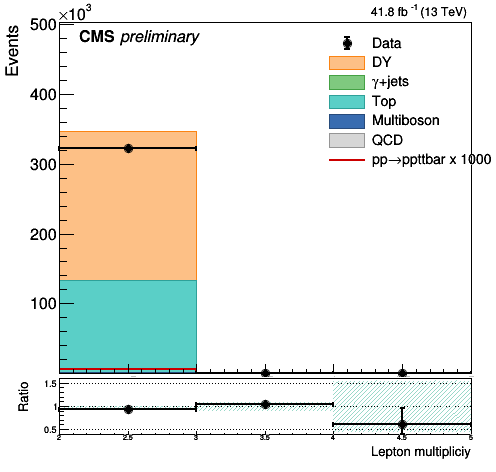 ×10³
41.8 fb⁻¹ (13 TeV)
Events
CMS preliminary
500
400
300
200
100
Data
DY
γ+jets
Top
Multiboson
QCD
pp→ppttbar x 1000
Ratio
1.5
1
0.5
2 2.5 3 3.5 4 4.5 5
Lepton multipliciy